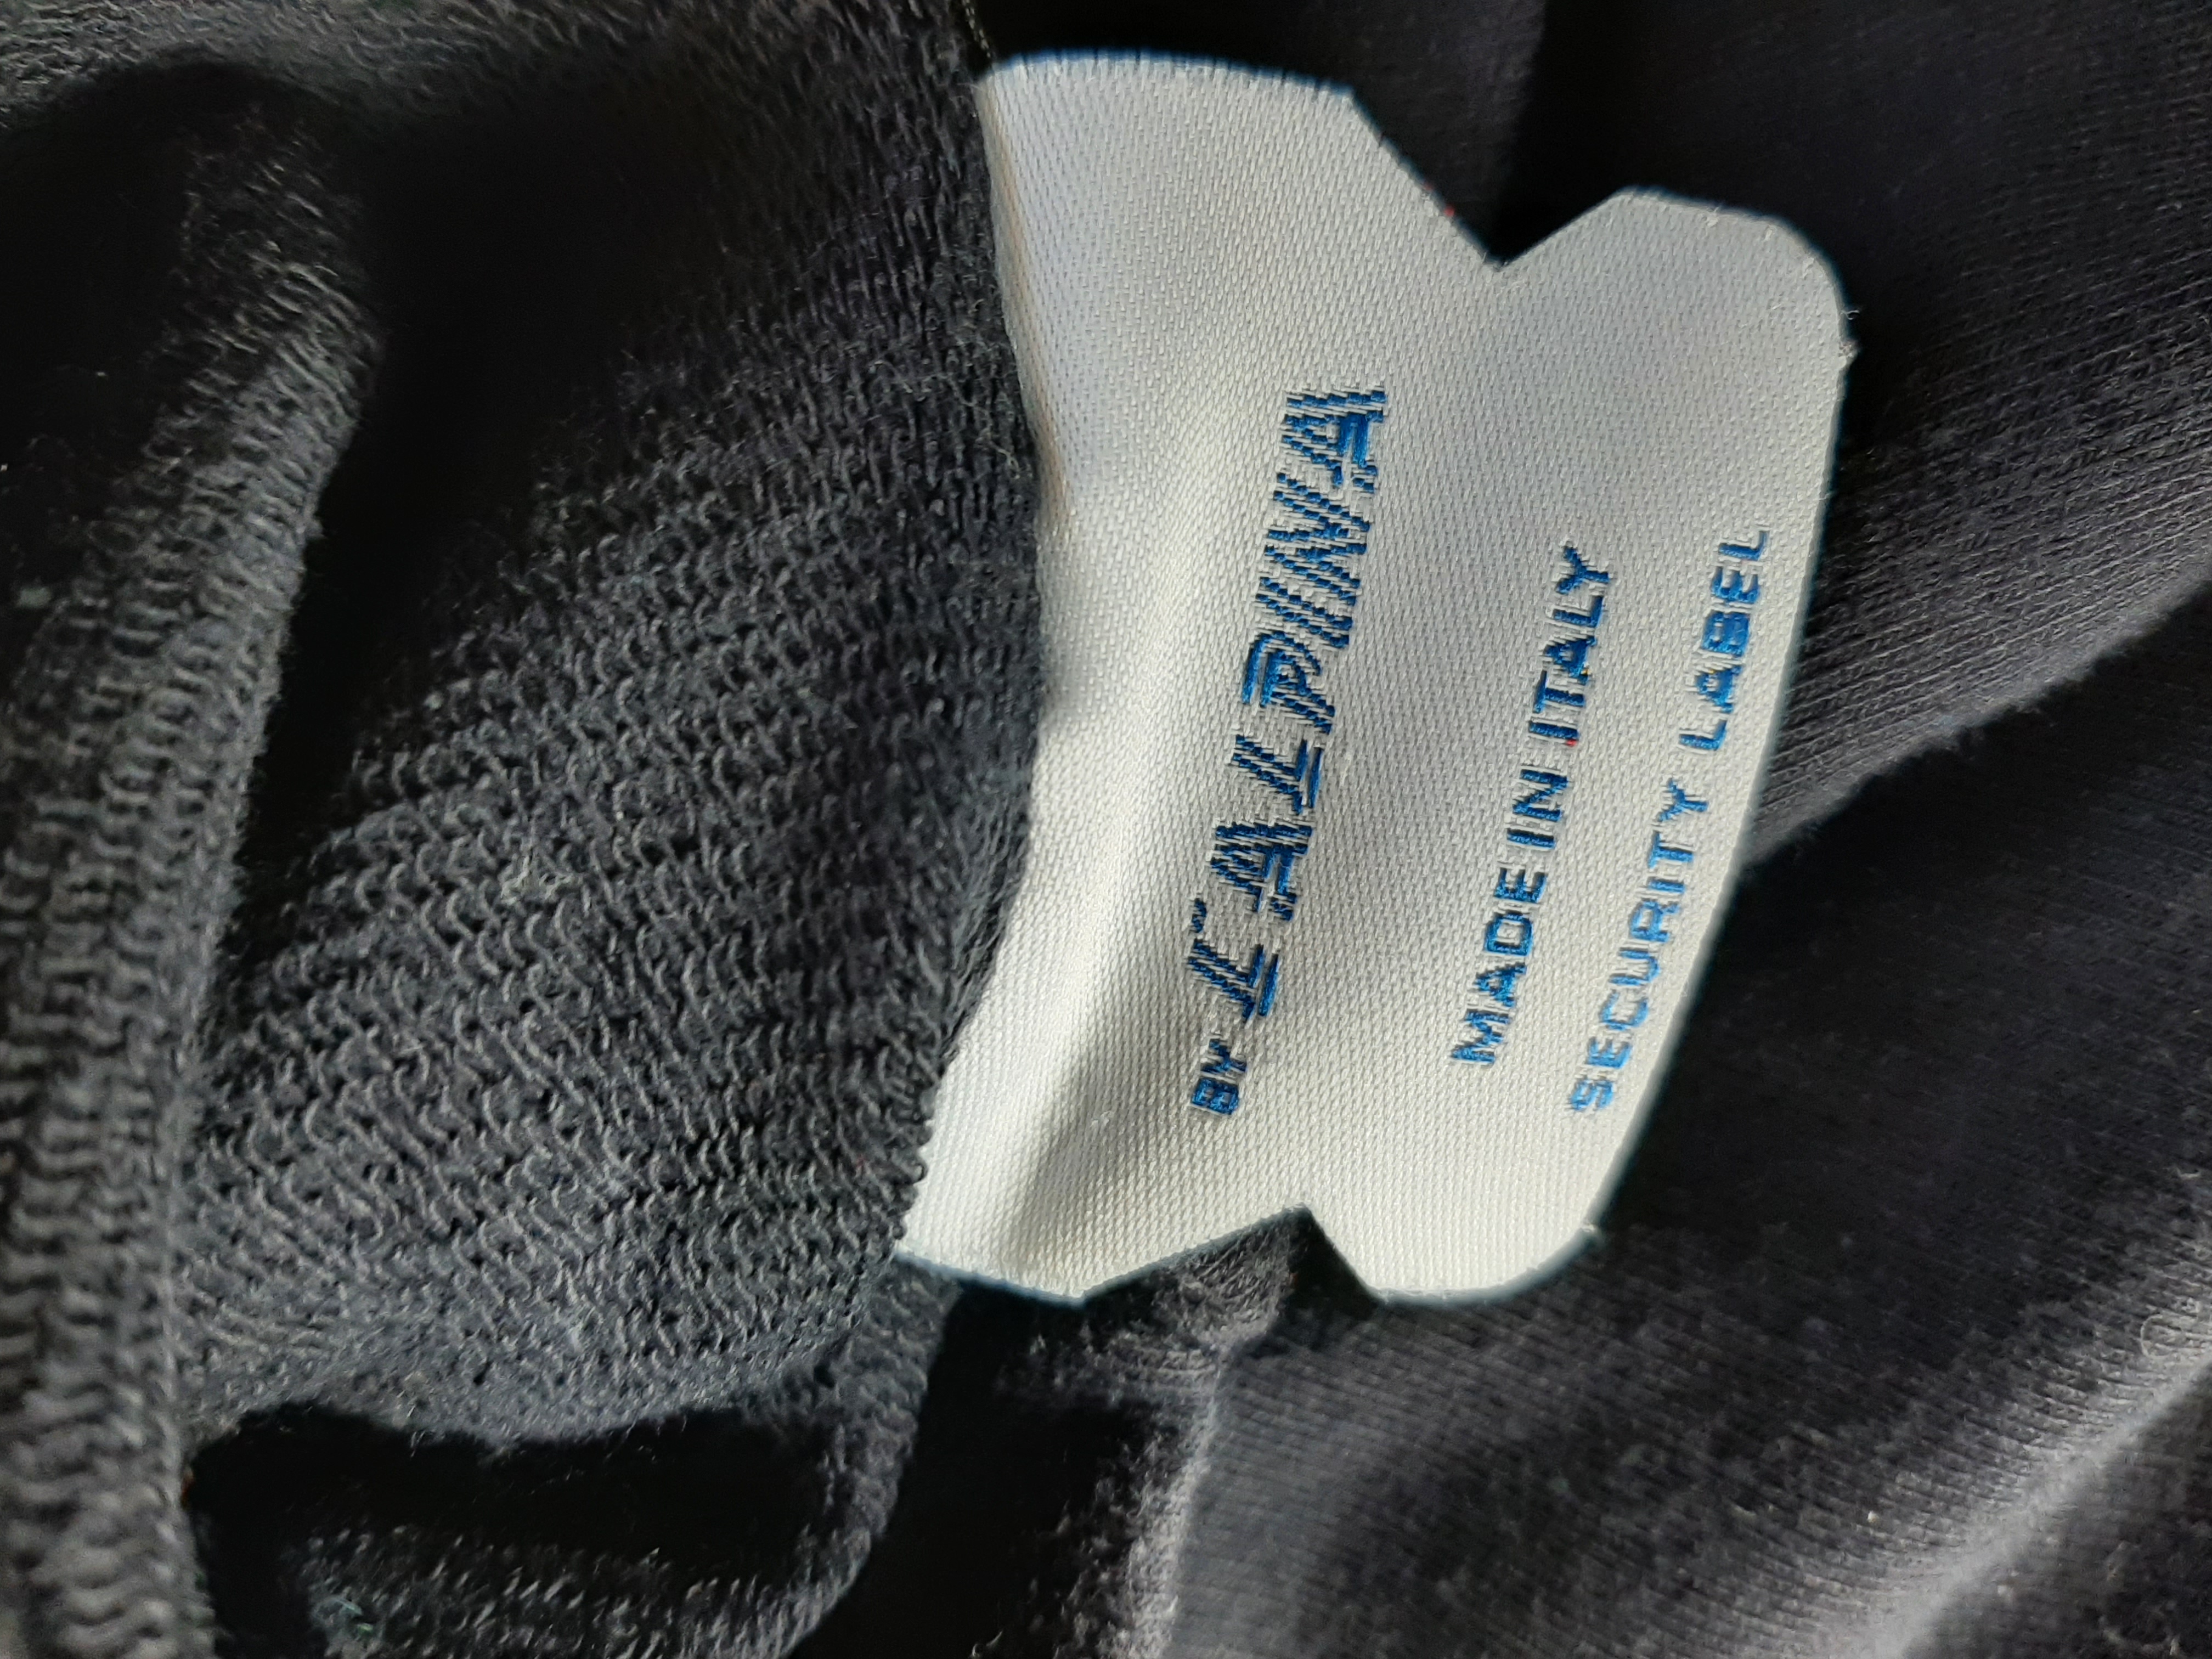 BY L'ALPINA
MADE IN ITALY
SECURITY LABEL